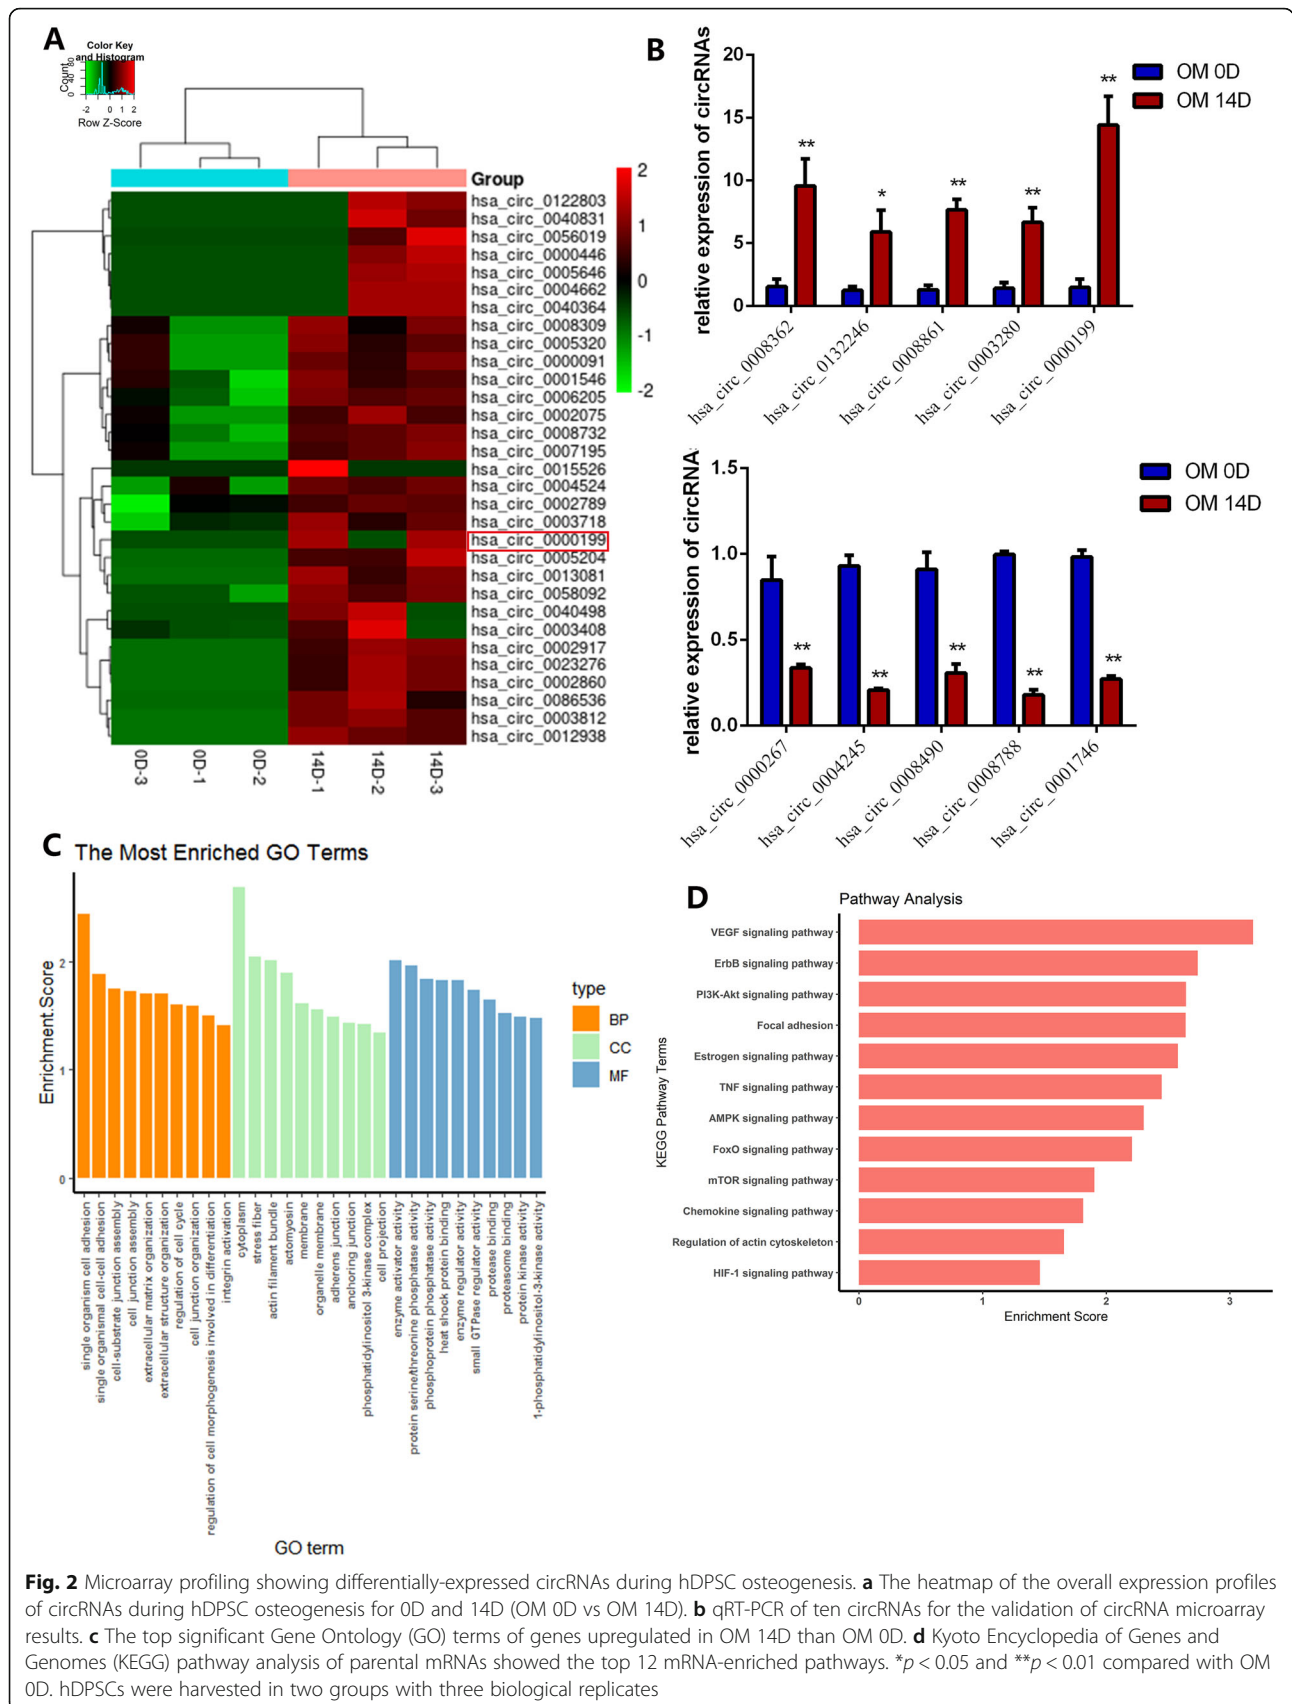 A
Color Key
and Histogram
Count
0 40 80
-2 -1 0 1 2
Row Z-Score
Group
hsa_circ_0122803
hsa_circ_0040831
hsa_circ_0056019
hsa_circ_0000446
hsa_circ_0005646
hsa_circ_0004662
hsa_circ_0040364
hsa_circ_0008309
hsa_circ_0005320
hsa_circ_0000091
hsa_circ_0001546
hsa_circ_0006205
hsa_circ_0002075
hsa_circ_0008732
hsa_circ_0007195
hsa_circ_0015526
hsa_circ_0004524
hsa_circ_0002789
hsa_circ_0003718
hsa_circ_0000199
hsa_circ_0005204
hsa_circ_0013081
hsa_circ_0058092
hsa_circ_0040498
hsa_circ_0003408
hsa_circ_0002917
hsa_circ_0023276
hsa_circ_0002860
hsa_circ_0086536
hsa_circ_0003812
hsa_circ_0012938
2
1
0
-1
-2
0D-3
0D-1
0D-2
14D-1
14D-2
14D-3
B
relative expression of circRNAs
20
15
10
5
0
**
*
**
**
**
OM 0D
OM 14D
hsa_circ_0008362
hsa_circ_0132246
hsa_circ_0008861
hsa_circ_0003280
hsa_circ_0000199
relative expression of circRNA
1.5
1.0
0.5
0.0
**
**
**
**
**
OM 0D
OM 14D
hsa_circ_0000267
hsa_circ_0004245
hsa_circ_0008490
hsa_circ_0008788
hsa_circ_0001746
C
The Most Enriched GO Terms
Enrichment.Score
2
1
0
type
BP
CC
MF
single organism cell adhesion
single organismal cell-cell adhesion
cell-substrate junction assembly
cell junction assembly
extracellular matrix organization
extracellular structure organization
regulation of cell cycle
cell junction organization
regulation of cell morphogenesis involved in differentiation
integrin activation
cytoplasm
stress fiber
actin filament bundle
actomyosin
membrane
organelle membrane
adherens junction
anchoring junction
phosphatidylinositol 3-kinase complex
cell projection
enzyme activator activity
protein serine/threonine phosphatase activity
phosphoprotein phosphatase activity
heat shock protein binding
enzyme regulator activity
small GTPase regulator activity
protease binding
proteasome binding
protein kinase activity
1-phosphatidylinositol-3-kinase activity
GO term
D
Pathway Analysis
KEGG Pathway Terms
VEGF signaling pathway
ErbB signaling pathway
PI3K-Akt signaling pathway
Focal adhesion
Estrogen signaling pathway
TNF signaling pathway
AMPK signaling pathway
FoxO signaling pathway
mTOR signaling pathway
Chemokine signaling pathway
Regulation of actin cytoskeleton
HIF-1 signaling pathway
0 1 2 3
Enrichment Score
Fig. 2 Microarray profiling showing differentially-expressed circRNAs during hDPSC osteogenesis. a The heatmap of the overall expression profiles
of circRNAs during hDPSC osteogenesis for 0D and 14D (OM 0D vs OM 14D). b qRT-PCR of ten circRNAs for the validation of circRNA microarray
results. c The top significant Gene Ontology (GO) terms of genes upregulated in OM 14D than OM 0D. d Kyoto Encyclopedia of Genes and
Genomes (KEGG) pathway analysis of parental mRNAs showed the top 12 mRNA-enriched pathways. *p < 0.05 and **p < 0.01 compared with OM
0D. hDPSCs were harvested in two groups with three biological replicates